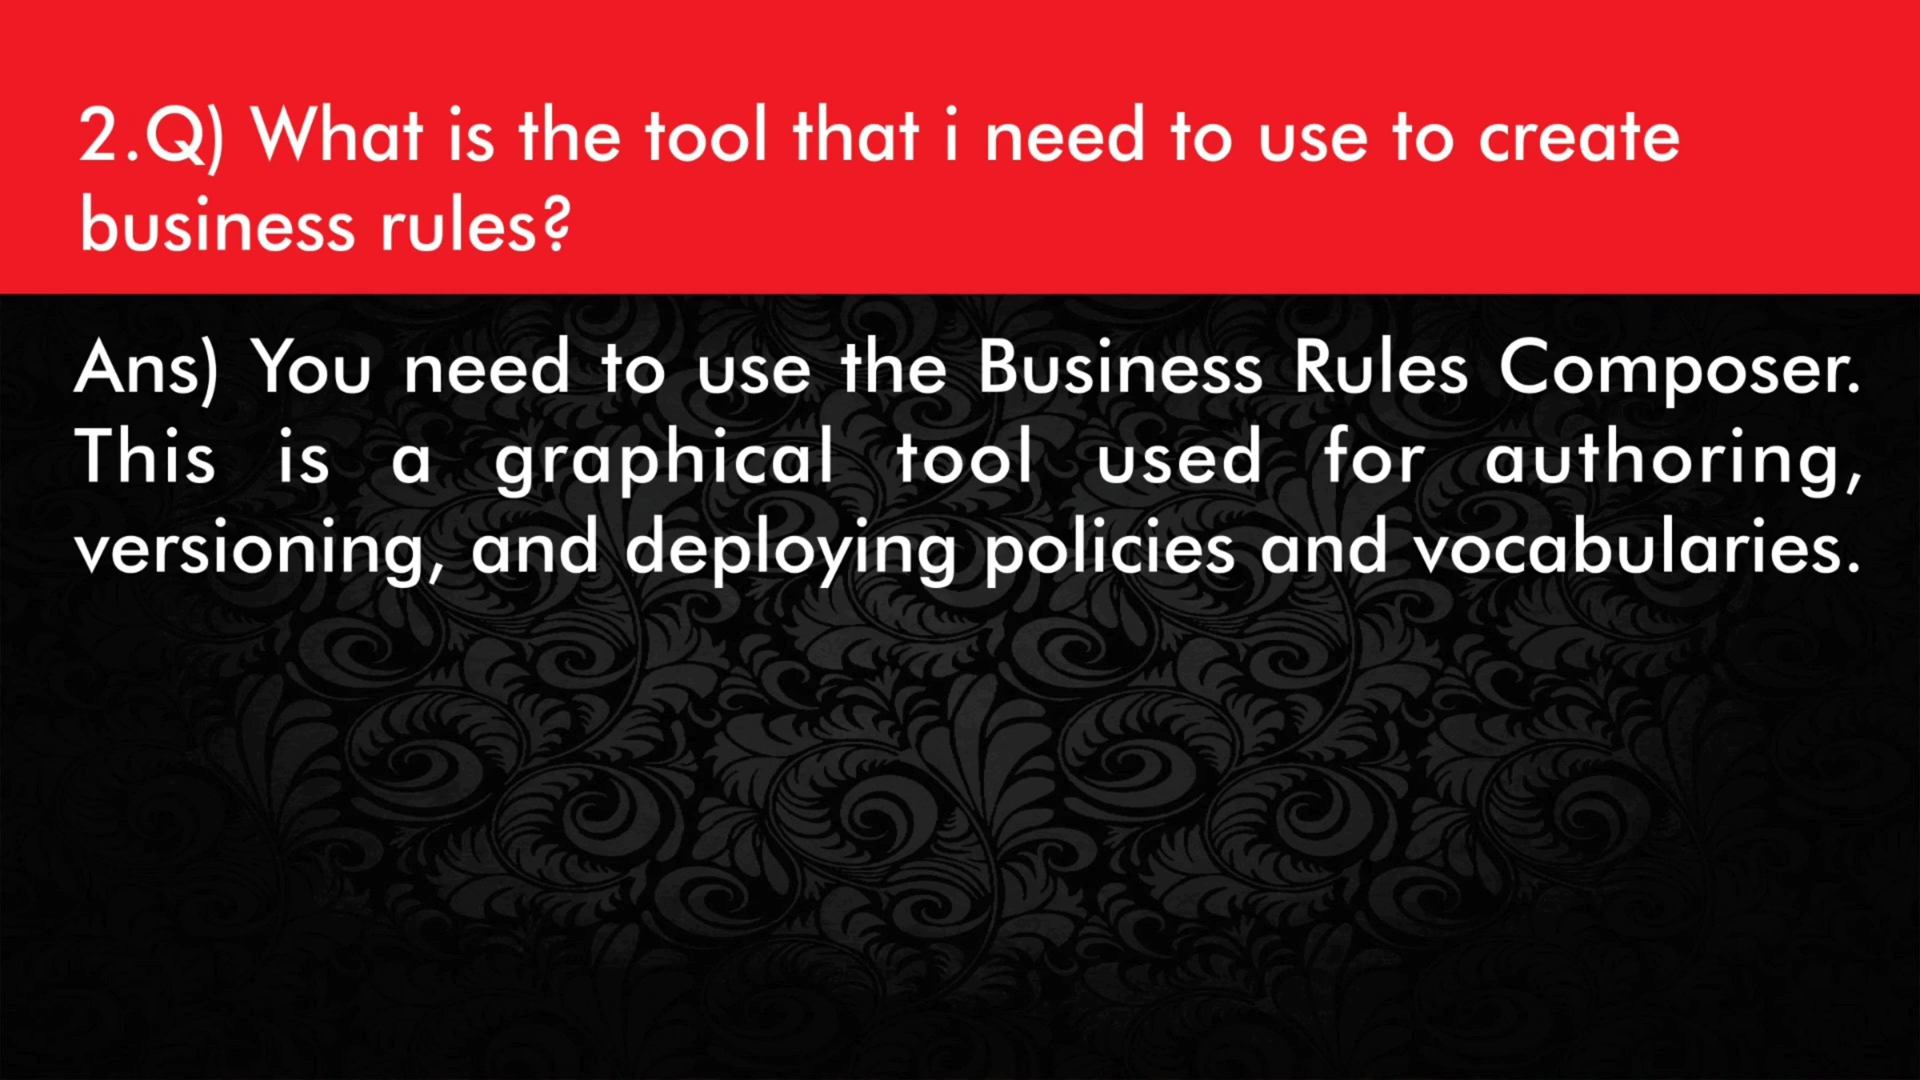 2.Q) What is the tool that i need to use to create
business rules?
Ans) You need to use the Business Rules Composer.
This is a graphical tool used for authoring,
versioning, and deploying policies and vocabularies.